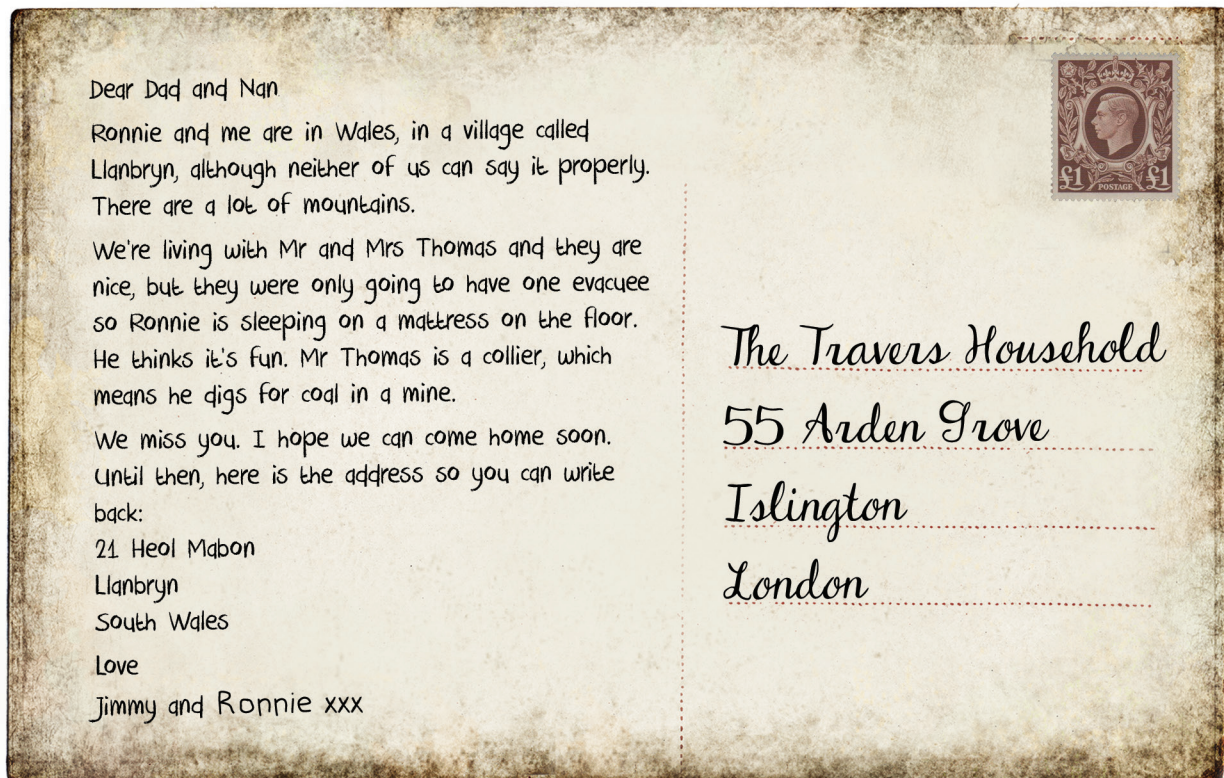 Dear Dad and Nan
Ronnie and me are in Wales, in a village called
Llanbryn, although neither of us can say it properly.
There are a lot of mountains.
We're living with Mr and Mrs Thomas and they are
nice, but they were only going to have one evacuee
so Ronnie is sleeping on a mattress on the floor.
He thinks it's fun. Mr Thomas is a collier, which
means he digs for coal in a mine.
We miss you. I hope we can come home soon.
Until then, here is the address so you can write
back:
21 Heol Mabon
Llanbryn
South Wales
Love
Jimmy and Ronnie xxx
£1 POSTAGE £1
The Travers Household
55 Arden Grove
Islington
London